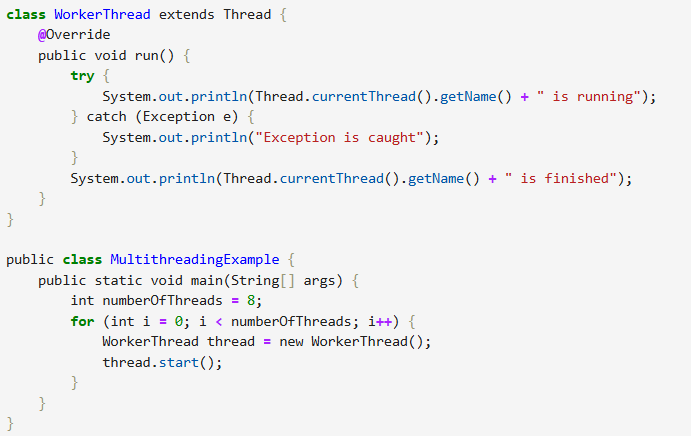 class WorkerThread extends Thread {
    @Override
    public void run() {
        try {
            System.out.println(Thread.currentThread().getName() + " is running");
        } catch (Exception e) {
            System.out.println("Exception is caught");
        }
        System.out.println(Thread.currentThread().getName() + " is finished");
    }
}

public class MultithreadingExample {
    public static void main(String[] args) {
        int numberOfThreads = 8;
        for (int i = 0; i < numberOfThreads; i++) {
            WorkerThread thread = new WorkerThread();
            thread.start();
        }
    }
}